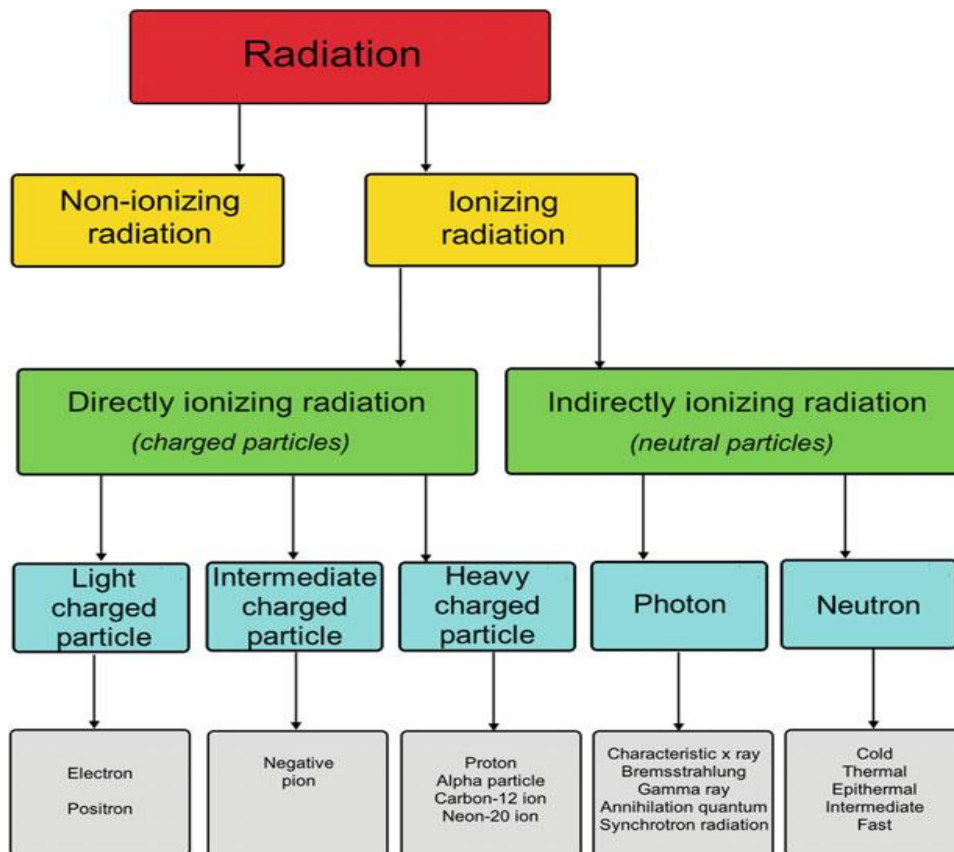 Radiation
Non-ionizing
radiation
Ionizing
radiation
Directly ionizing radiation
(charged particles)
Indirectly ionizing radiation
(neutral particles)
Light
charged
particle
Intermediate
charged
particle
Heavy
charged
particle
Photon
Neutron
Electron
Positron
Negative
pion
Proton
Alpha particle
Carbon-12 ion
Neon-20 ion
Characteristic x ray
Bremsstrahlung
Gamma ray
Annihilation quantum
Synchrotron radiation
Cold
Thermal
Epithermal
Intermediate
Fast